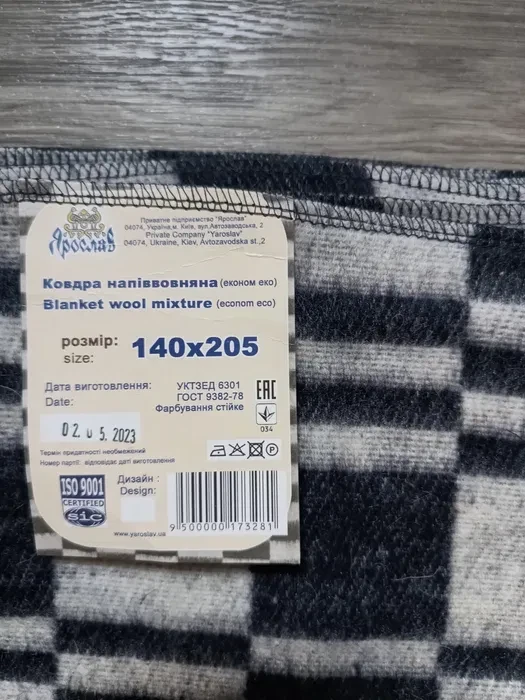 Ярослав
Приватне підприємство "Ярослав"
04074, Україна, м. Київ, вул.Автозаводська, 2
Private Company "Yaroslav"
04074, Ukraine, Kiev, Avtozavodska st.,2
Ковдра напіввовняна (економ еко)
Blanket wool mixture (econom eco)
розмір: 140x205
size:
Дата виготовлення:
Date:
02.05.2023
УКТЗЕД 6301
ГОСТ 9382-78
Фарбування стійке
EAC
034
Термін придатності необмежений
Номер партії: відповідає даті виготовлення
P
ISO 9001
CERTIFIED
sic
Дизайн :
Design:
9 500000 173281
www.yaroslav.ua